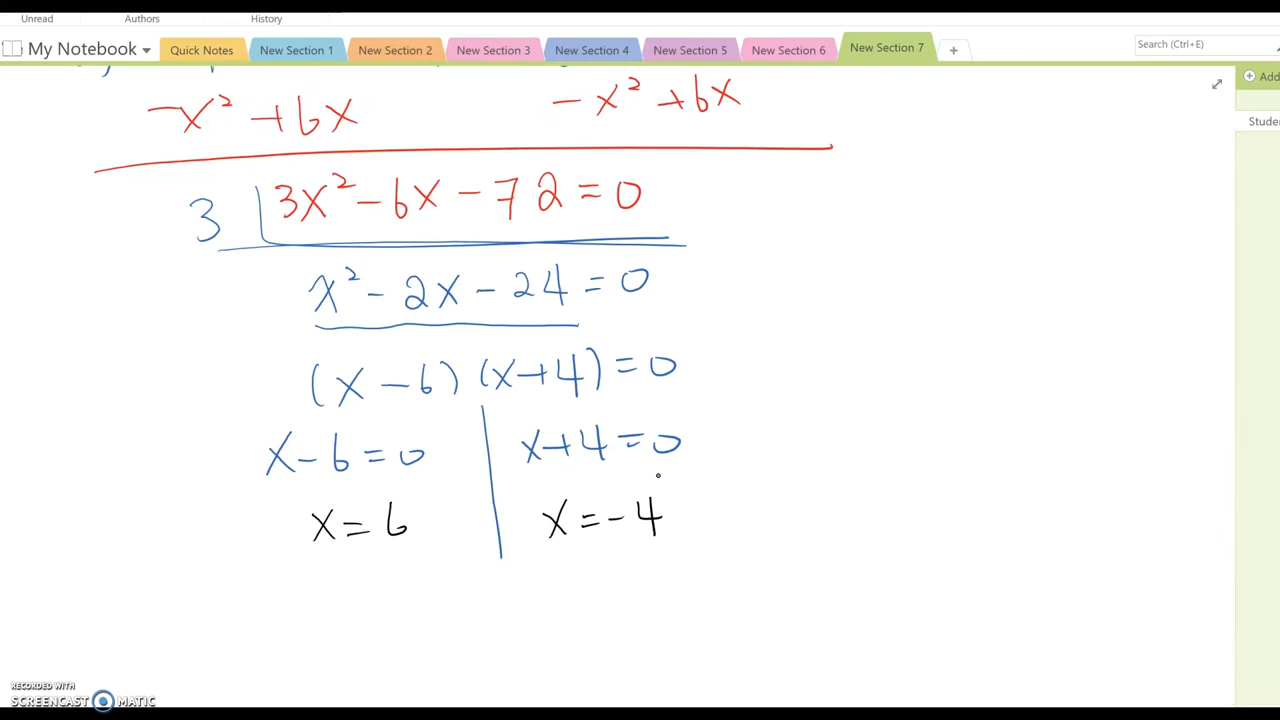 Unread Authors History
My Notebook Quick Notes New Section 1 New Section 2 New Section 3 New Section 4 New Section 5 New Section 6 New Section 7 + Search (Ctrl+E)
Add
Stude
-x² +6x -x² +6x
3 3x² - 6x - 72 = 0
x² - 2x - 24 = 0
(x - 6) (x+4) = 0
x - 6 = 0 x+4 = 0
x = 6 x = -4
RECORDED WITH
SCREENCAST MATIC